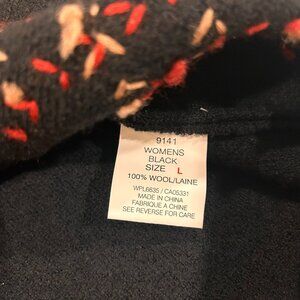 9141
WOMENS
BLACK
SIZE L
100% WOOL/LAINE
WPL6635 / CA05331
MADE IN CHINA
FABRIQUE A CHINE
SEE REVERSE FOR CARE